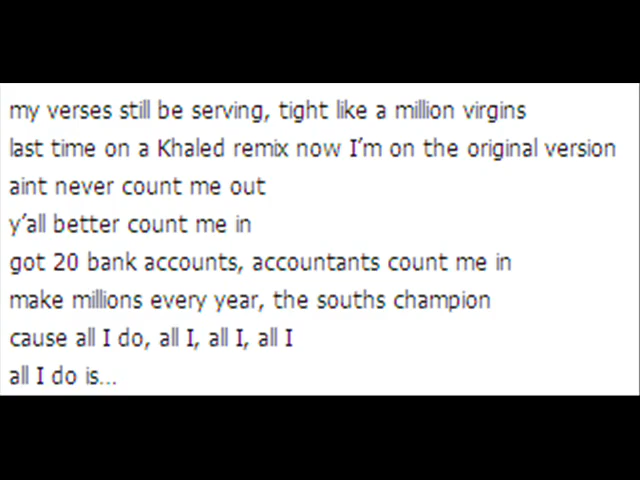 my verses still be serving, tight like a million virgins
last time on a Khaled remix now I’m on the original version
aint never count me out
y’all better count me in
got 20 bank accounts, accountants count me in
make millions every year, the souths champion
cause all I do, all I, all I, all I
all I do is...